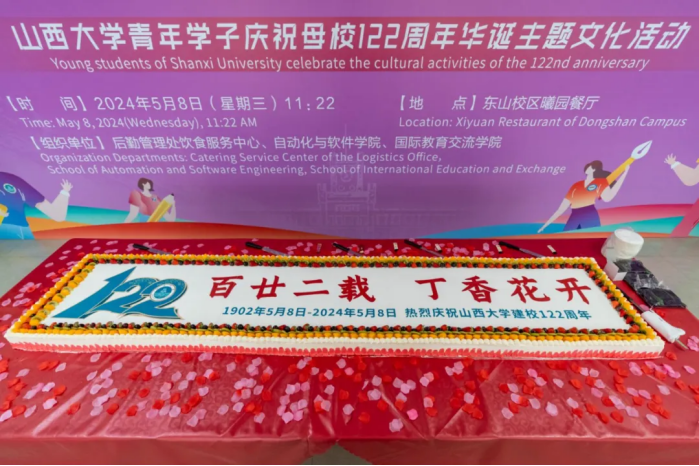 山西大学青年学子庆祝母校122周年华诞主题文化活动
Young students of Shanxi University celebrate the cultural activities of the 122nd anniversary
【时 间】2024年5月8日（星期三）11:22
Time: May 8, 2024(Wednesday), 11:22 AM
【地 点】东山校区曦园餐厅
Location: Xiyuan Restaurant of Dongshan Campus
【组织单位】后勤管理处饮食服务中心、自动化与软件学院、国际教育交流学院
Organization Departments: Catering Service Center of the Logistics Office,
School of Automation and Software Engineering, School of International Education and Exchange
122
百廿二载 丁香花开
1902年5月8日-2024年5月8日 热烈庆祝山西大学建校122周年